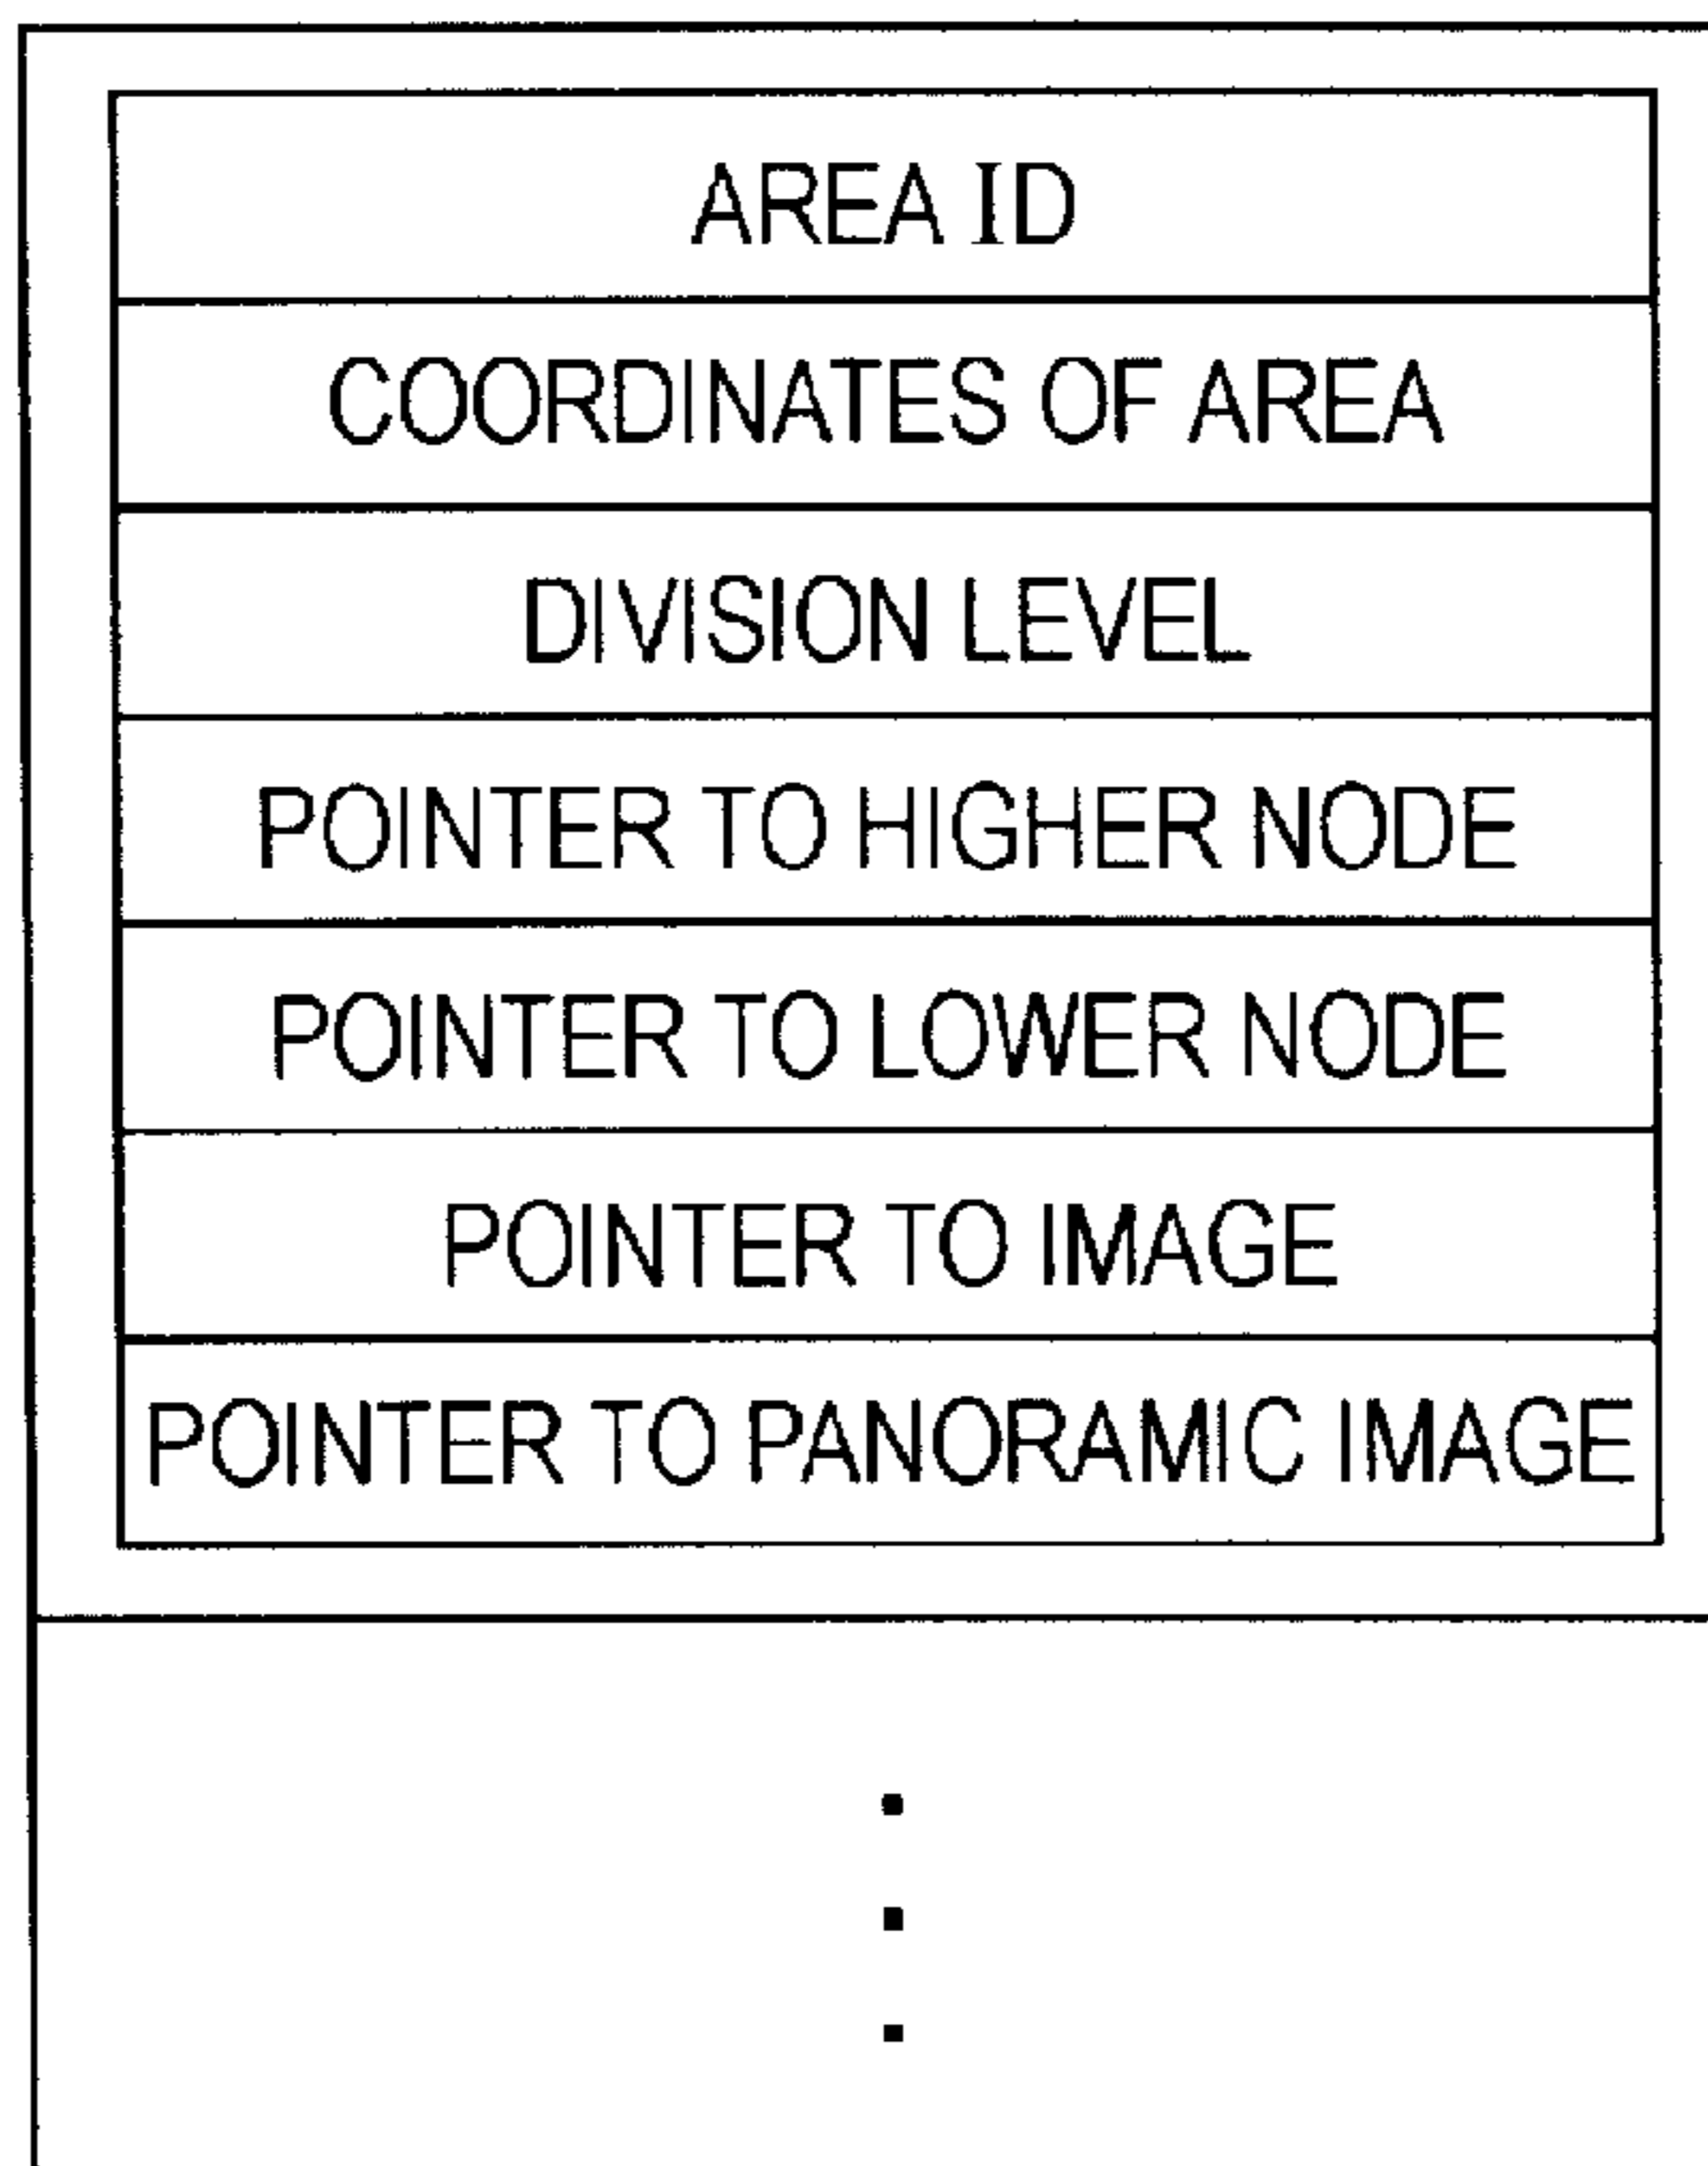 AREA ID
COORDINATES OF AREA
DIVISION LEVEL
POINTER TO HIGHER NODE
POINTER TO LOWER NODE
POINTER TO IMAGE
POINTER TO PANORAMIC IMAGE